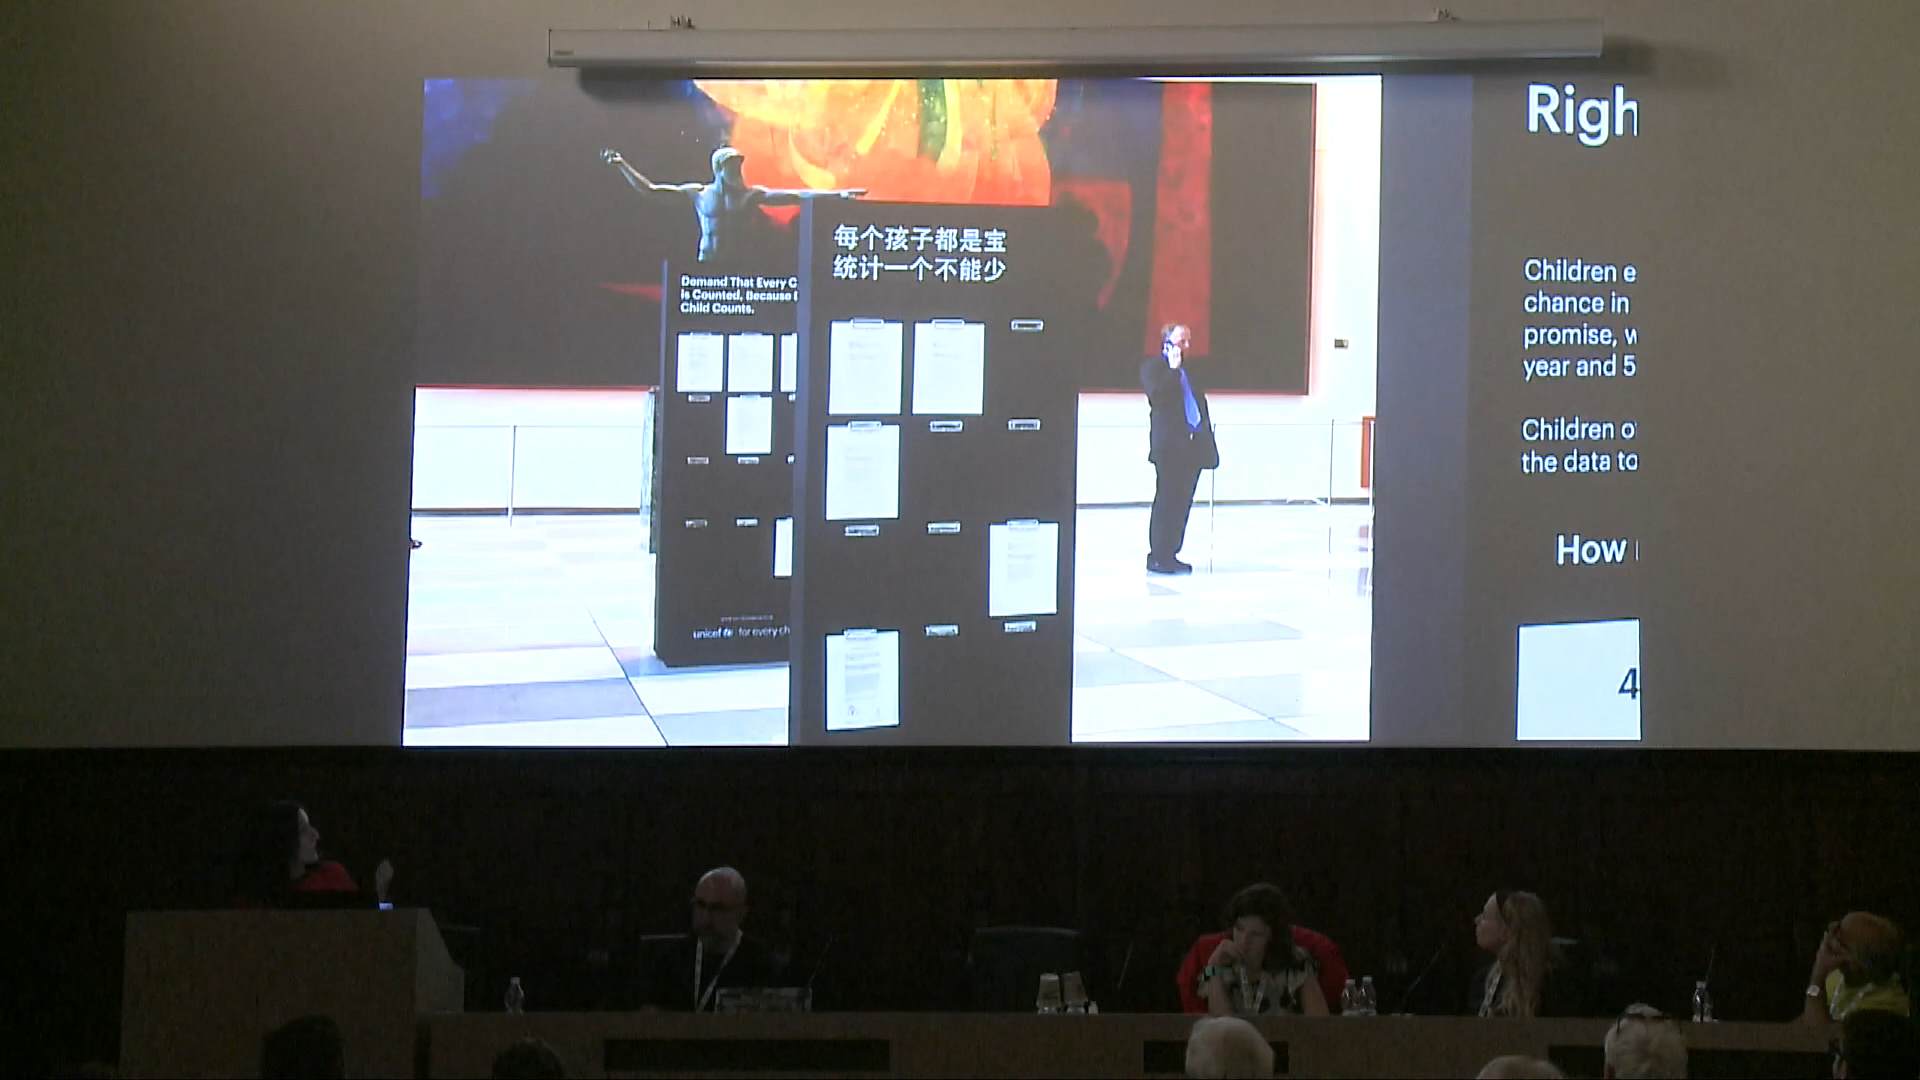 每个孩子都是宝
统计一个不能少
Demand That Every C
is Counted, Because
Child Counts.
unicef for every ch
Righ
Children e
chance in
promise, w
year and 5
Children o
the data to
How
4